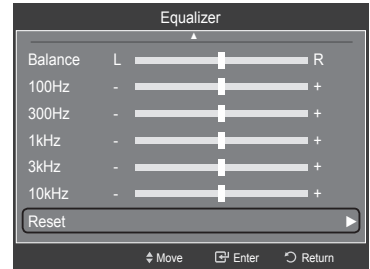 Equalizer
▲
Balance L R
100Hz - +
300Hz - +
1kHz - +
3kHz - +
10kHz - +
Reset ►
Move Enter Return